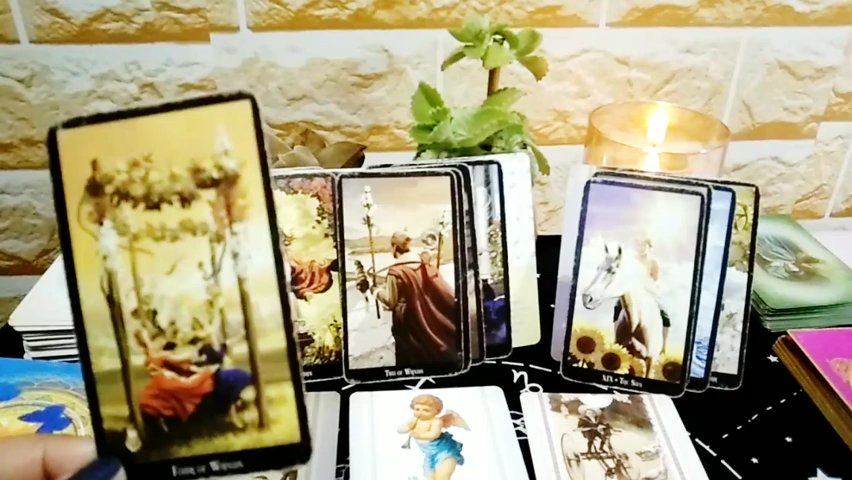 Four of Wands
Two of Wands
XIX • The Sun